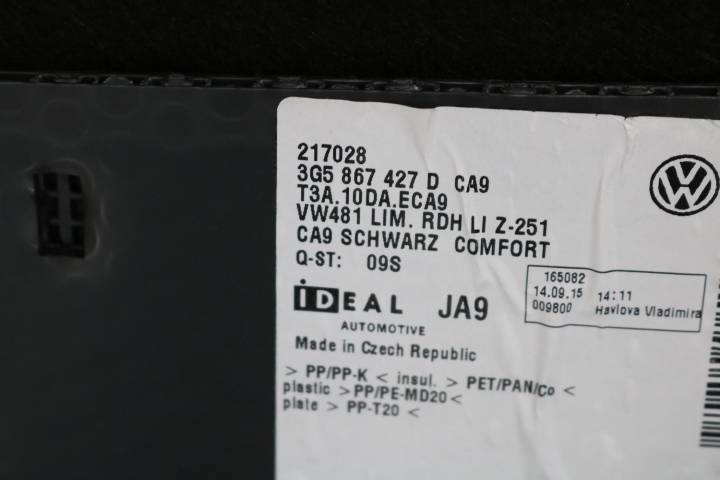 217028
3G5 867 427 D CA9
T3A.10DA.ECA9
VW481 LIM. RDH LI Z-251
CA9 SCHWARZ COMFORT
Q-ST: 09S
165082
14.09.15 14:11
009800 Havlova Vladimira
IDEAL JA9
AUTOMOTIVE
Made in Czech Republic
> PP/PP-K < insul. > PET/PAN/Co <
plastic >PP/PE-MD20<
plate > PP-T20 <